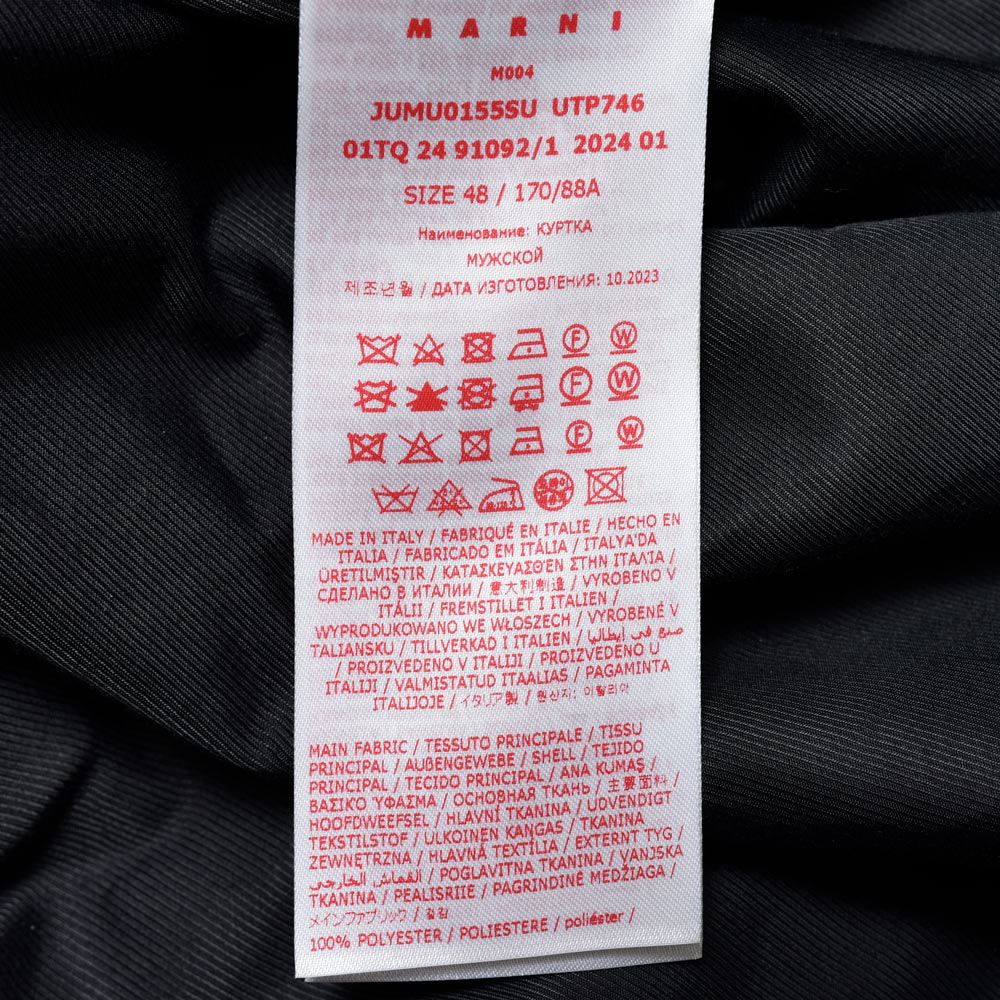 MARNI
M004
JUMU0155SU UTP746
01TQ 24 91092/1 2024 01
SIZE 48 / 170/88A
Наименование: КУРТКА
МУЖСКОЙ
제조년월 / ДАТА ИЗГОТОВЛЕНИЯ: 10.2023
F W
F W
F W
MADE IN ITALY / FABRIQUÉ EN ITALIE / HECHO EN
ITALIA / FABRICADO EM ITÁLIA / ITALYA'DA
ÜRETILMIŞTIR / ΚΑΤΑΣΚΕΥΑΣΘΈΝ ΣΤΗΝ ΙΤΑΛΊΑ /
СДЕЛАНО В ИТАЛИИ / 意大利制造 / VYROBENO V
ITÁLII / FREMSTILLET I ITALIEN /
WYPRODUKOWANO WE WŁOSZECH / VYROBENÉ V
TALIANSKU / TILLVERKAD I ITALIEN / صنع في إيطاليا
/ PROIZVEDENO V ITALIJI / PROIZVEDENO U
ITALIJI / VALMISTATUD ITAALIAS / PAGAMINTA
ITALIJOJE / イタリア製 / 원산지: 이탈리아
MAIN FABRIC / TESSUTO PRINCIPALE / TISSU
PRINCIPAL / AUßENGEWEBE / SHELL / TEJIDO
PRINCIPAL / TECIDO PRINCIPAL / ANA KUMAŞ /
ΒΑΣΙΚΌ ΎΦΑΣΜΑ / ОСНОВНАЯ ТКАНЬ / 主要面料 /
HOOFDWEEFSEL / HLAVNÍ TKANINA / UDVENDIGT
TEKSTILSTOF / ULKOINEN KANGAS / TKANINA
ZEWNĘTRZNA / HLAVNÁ TEXTÍLIA / EXTERNT TYG /
القماش الخارجي / POGLAVITNA TKANINA / VANJSKA
TKANINA / PEALISRIIE / PAGRINDINĖ MEDŽIAGA /
メインファブリック / 겉감
100% POLYESTER / POLIESTERE / poliéster /